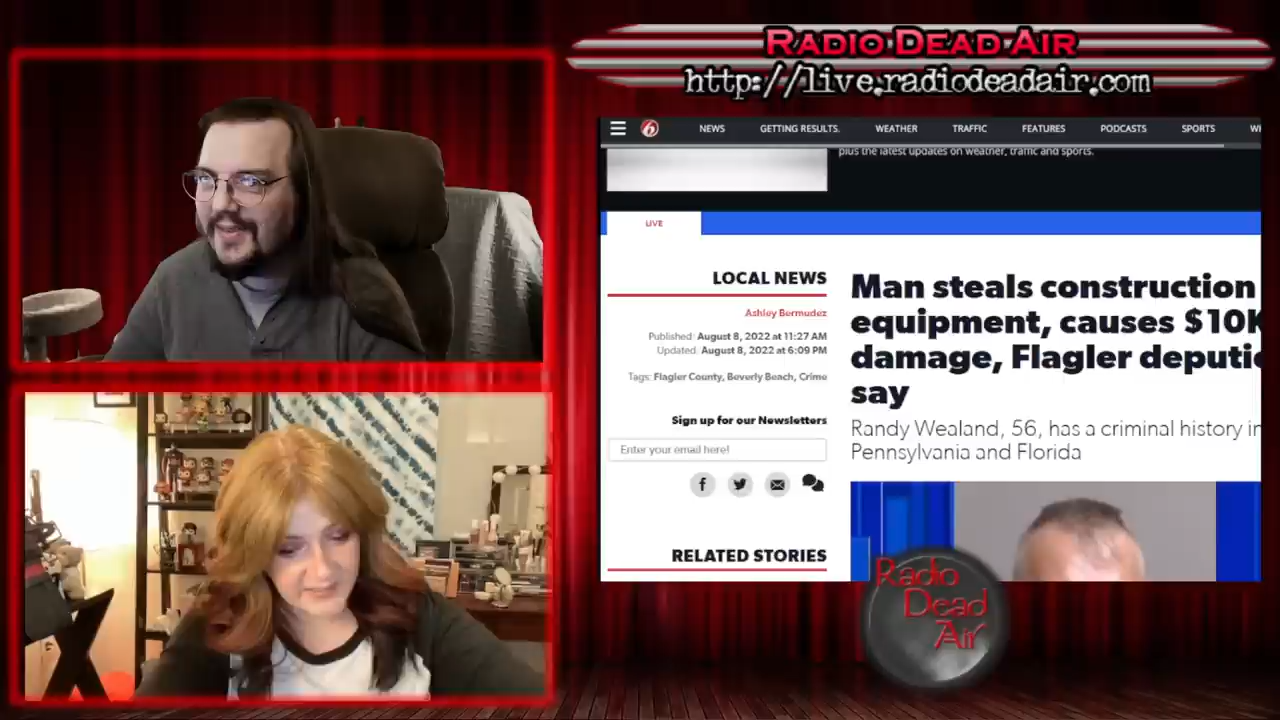 Radio Dead Air
http://live.radiodeadair.com
6
NEWS
GETTING RESULTS.
WEATHER
TRAFFIC
FEATURES
PODCASTS
SPORTS
plus the latest updates on weather, traffic and sports.
LIVE
LOCAL NEWS
Ashley Bermudez
Published: August 8, 2022 at 11:27 AM
Updated: August 8, 2022 at 6:09 PM
Tags: Flagler County, Beverly Beach, Crime
Sign up for our Newsletters
Enter your email here!
RELATED STORIES
Man steals construction
equipment, causes $10K
damage, Flagler deputie
say
Randy Wealand, 56, has a criminal history in
Pennsylvania and Florida
Radio
Dead
Air